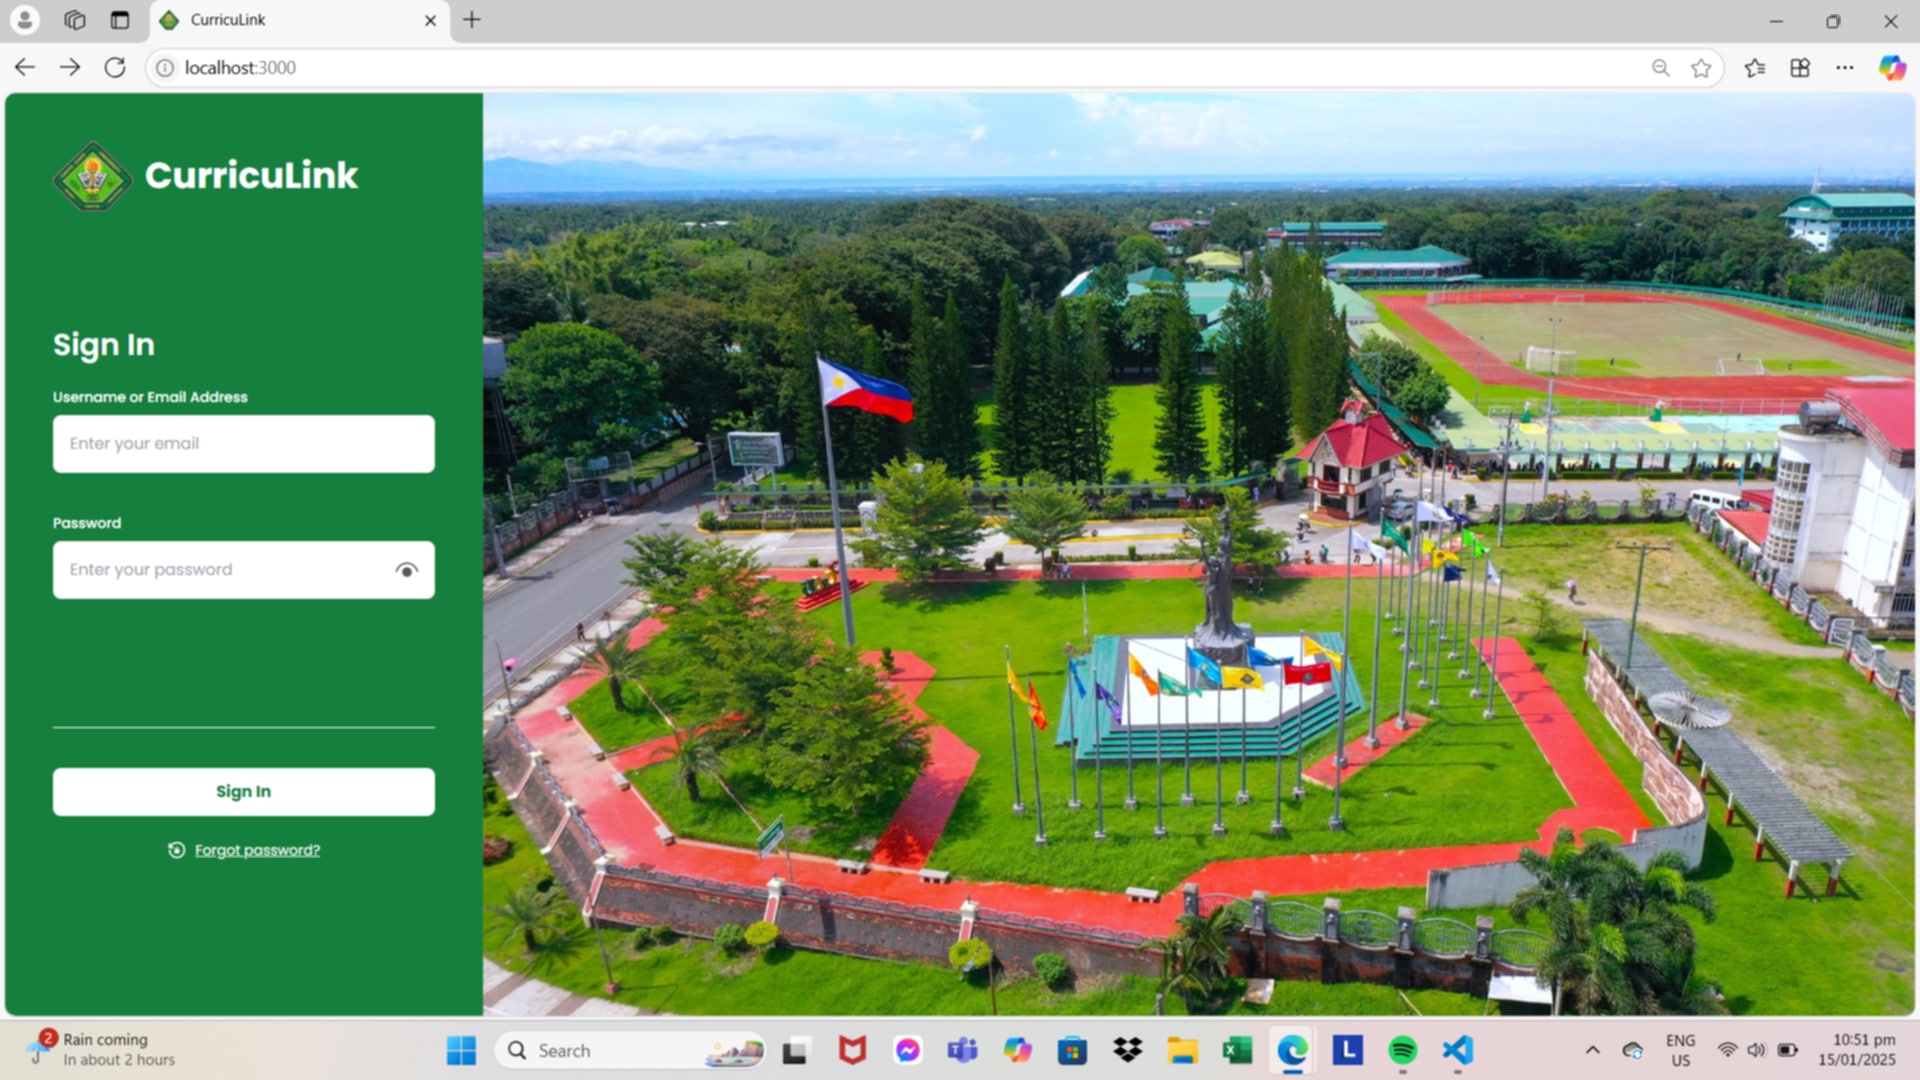 CurricuLink
localhost:3000
CurricuLink
Sign In
Username or Email Address
Enter your email
Password
Enter your password
Sign In
Forgot password?
2
Rain coming
In about 2 hours
Search
L
ENG
US
10:51 pm
15/01/2025